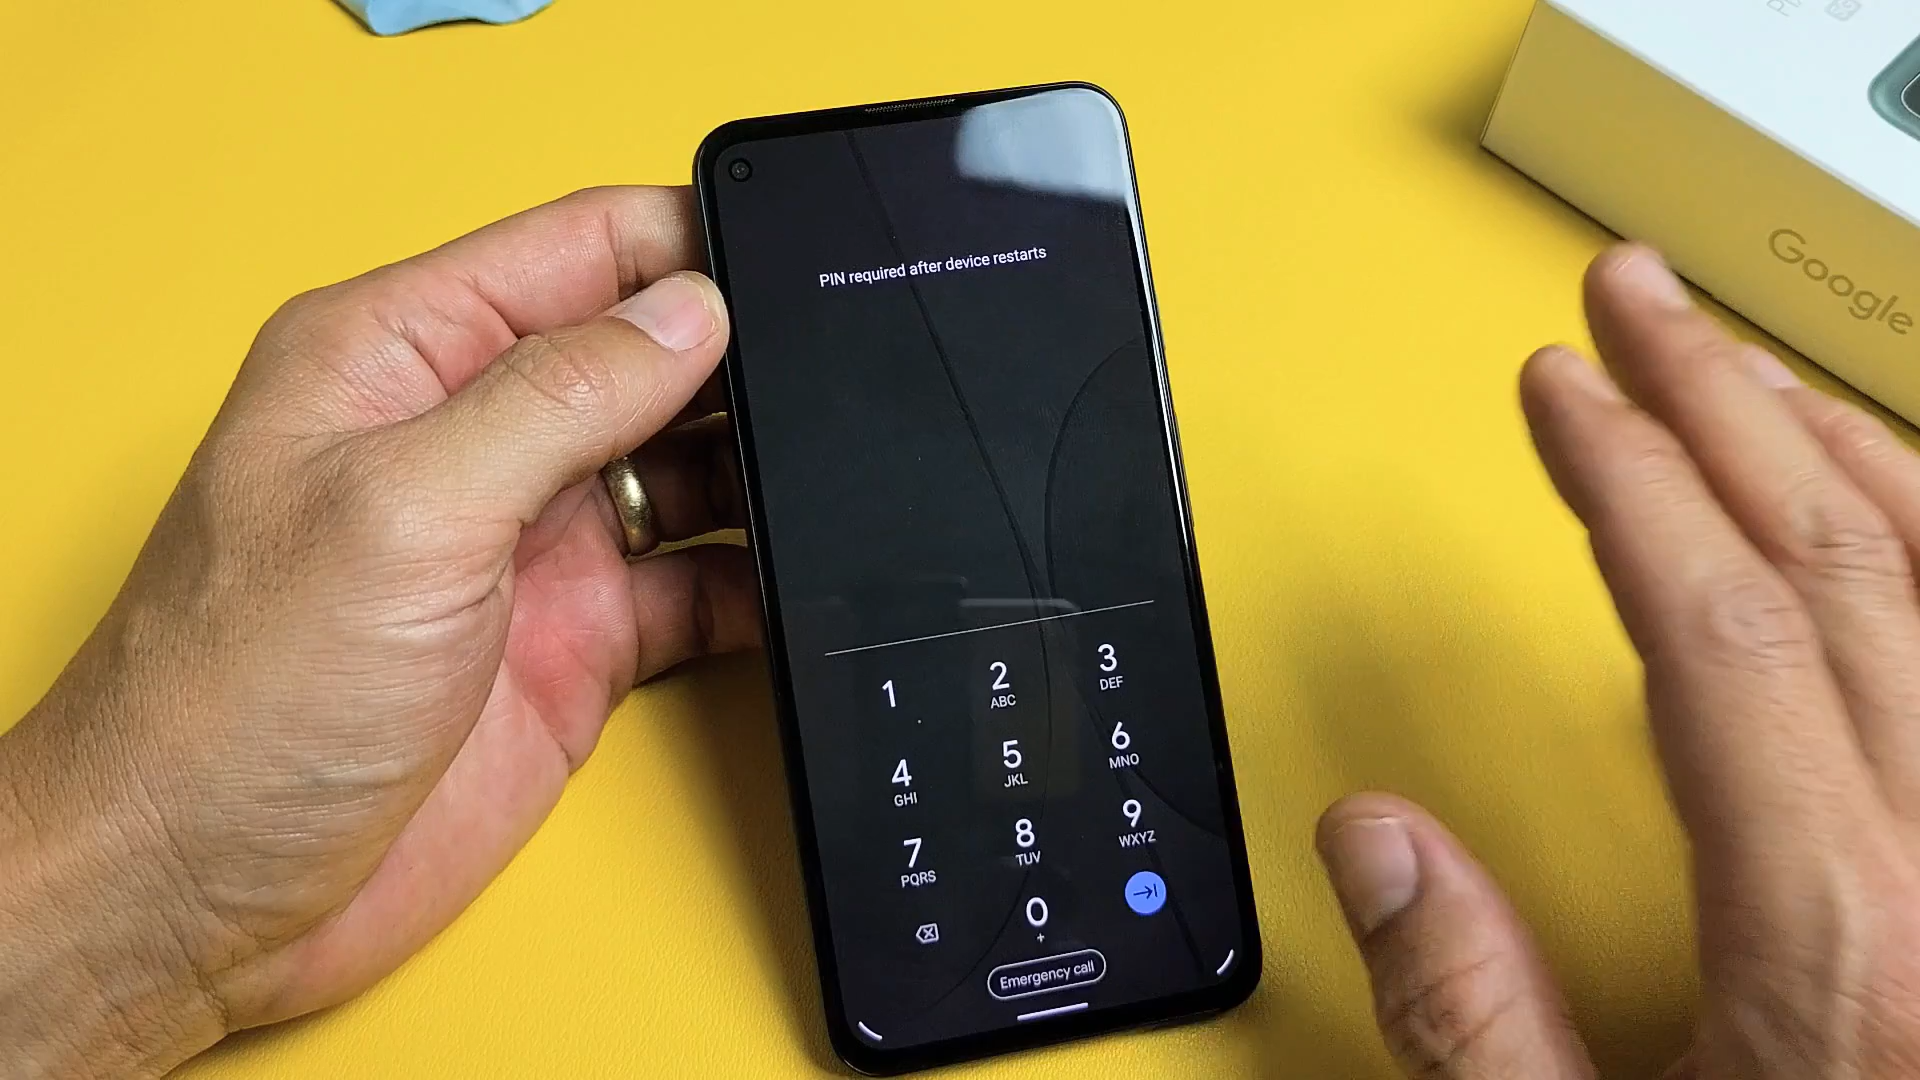 Google
PIN required after device restarts
1
2
ABC
3
DEF
4
GHI
5
JKL
6
MNO
7
PQRS
8
TUV
9
WXYZ
0
+
Emergency call